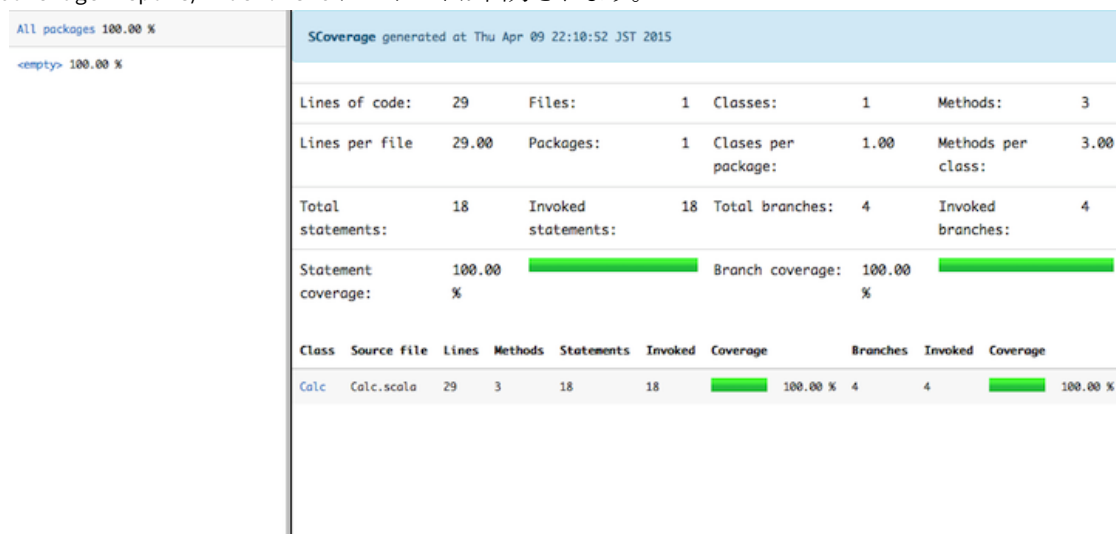 All packages 100.00 %
<empty> 100.00 %
SCoverage generated at Thu Apr 09 22:10:52 JST 2015
Lines of code: 29 Files: 1 Classes: 1 Methods: 3
Lines per file 29.00 Packages: 1 Clases per package: 1.00 Methods per class: 3.00
Total statements: 18 Invoked statements: 18 Total branches: 4 Invoked branches: 4
Statement coverage: 100.00 % Branch coverage: 100.00 %
Class Source file Lines Methods Statements Invoked Coverage Branches Invoked Coverage
Calc Calc.scala 29 3 18 18 100.00 % 4 4 100.00 %